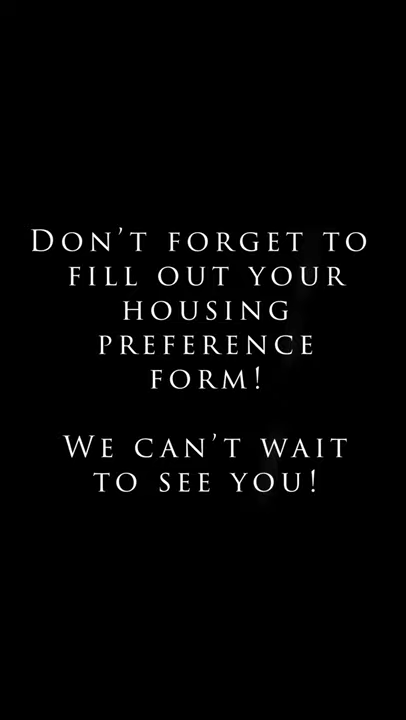 Don't forget to
fill out your
housing
preference
form!
We can't wait
to see you!